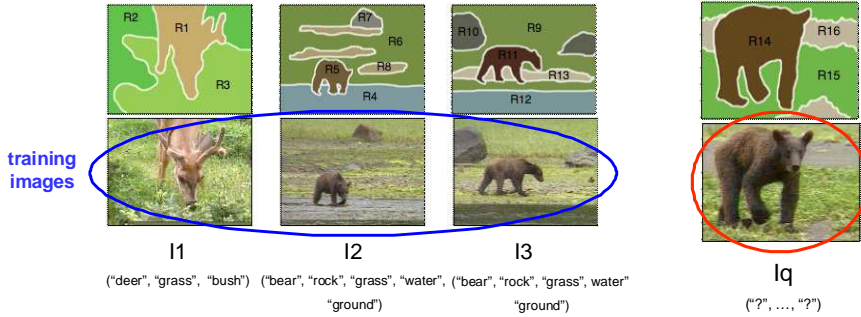 R2
R1
R3
R7
R6
R5
R8
R4
R10
R9
R11
R13
R12
R14
R16
R15
training
images
I1
I2
I3
Iq
("deer", "grass", "bush")
("bear", "rock", "grass", "water",
"ground")
("bear", "rock", "grass", water"
"ground")
("?", …, "?")